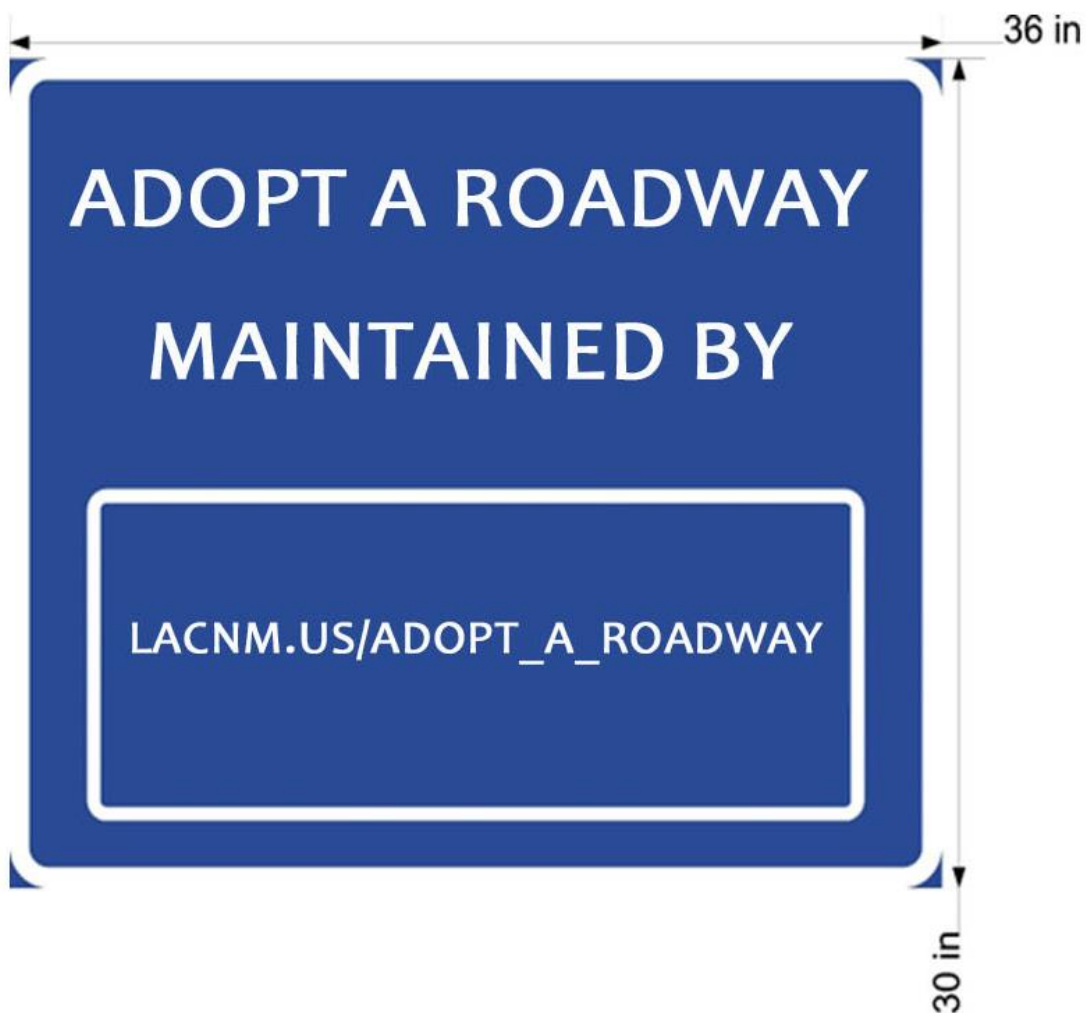 36 in
ADOPT A ROADWAY
MAINTAINED BY
LACNM.US/ADOPT_A_ROADWAY
30 in